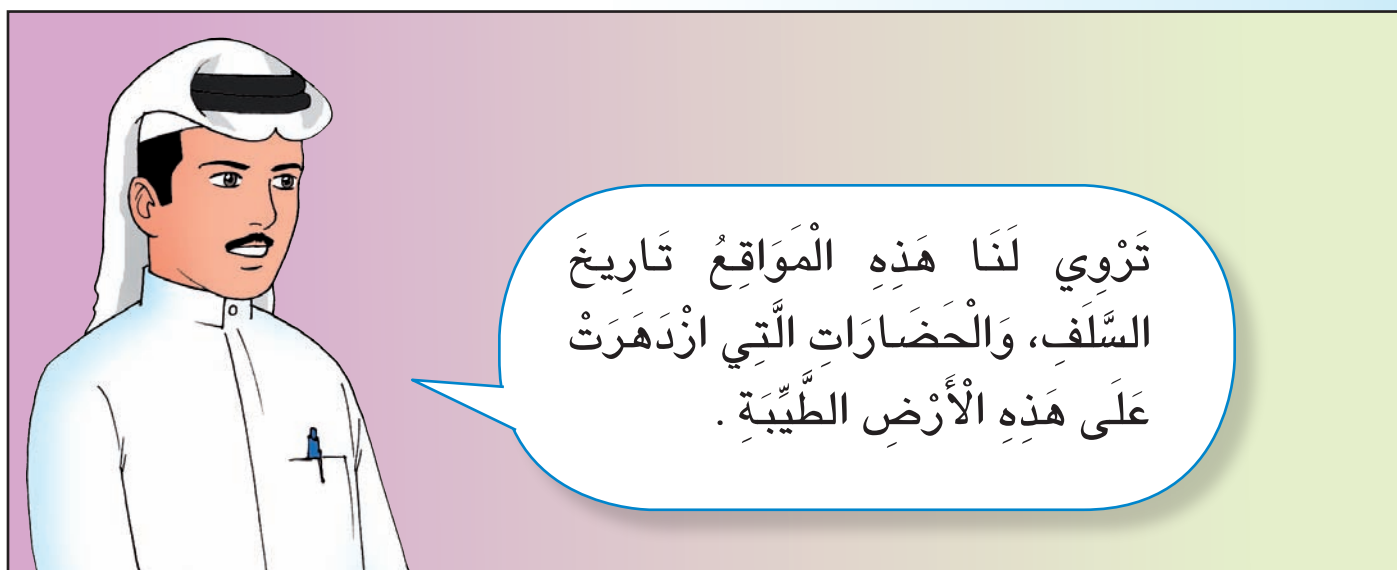 تَرْوِي لَنَا هَذِهِ الْمَوَاقِعُ تَارِيخَ
السَّلَفِ، وَالْحَضَارَاتِ الَّتِي ازْدَهَرَتْ
عَلَى هَذِهِ الْأَرْضِ الطَّيِّبَةِ .